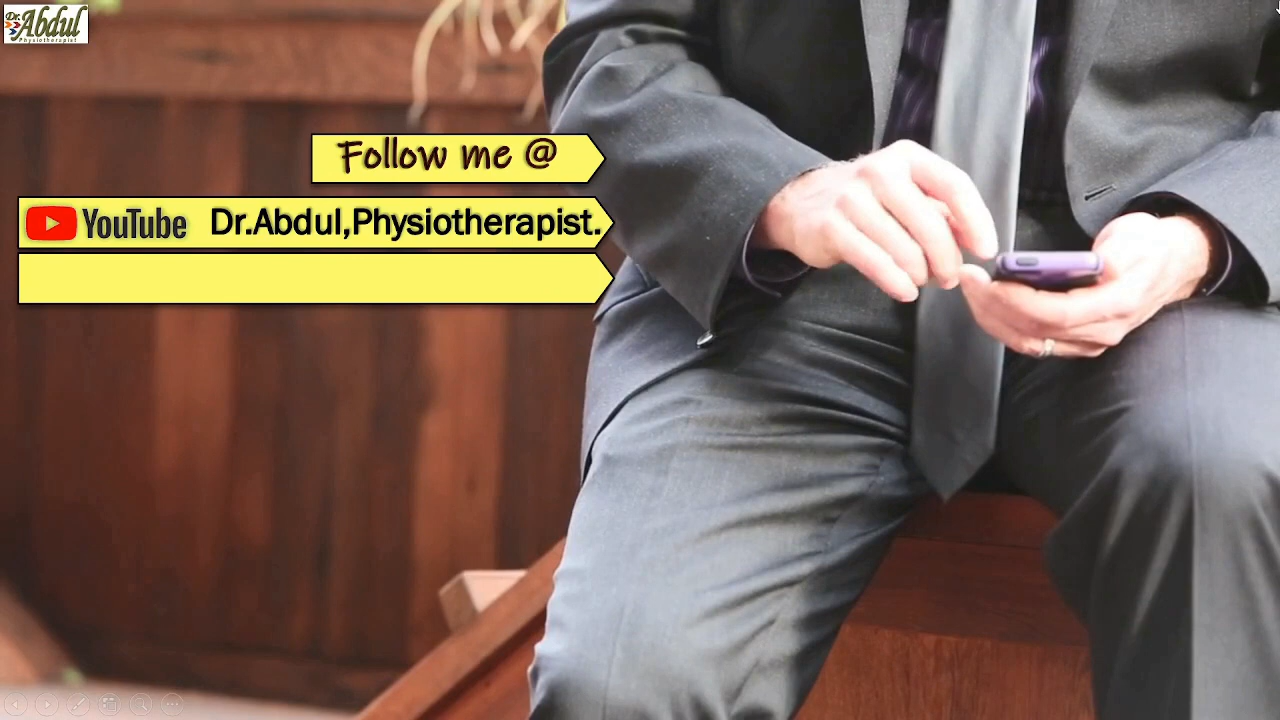 Dr.
Abdul
Physiotherapist
Follow me @
YouTube Dr.Abdul,Physiotherapist.